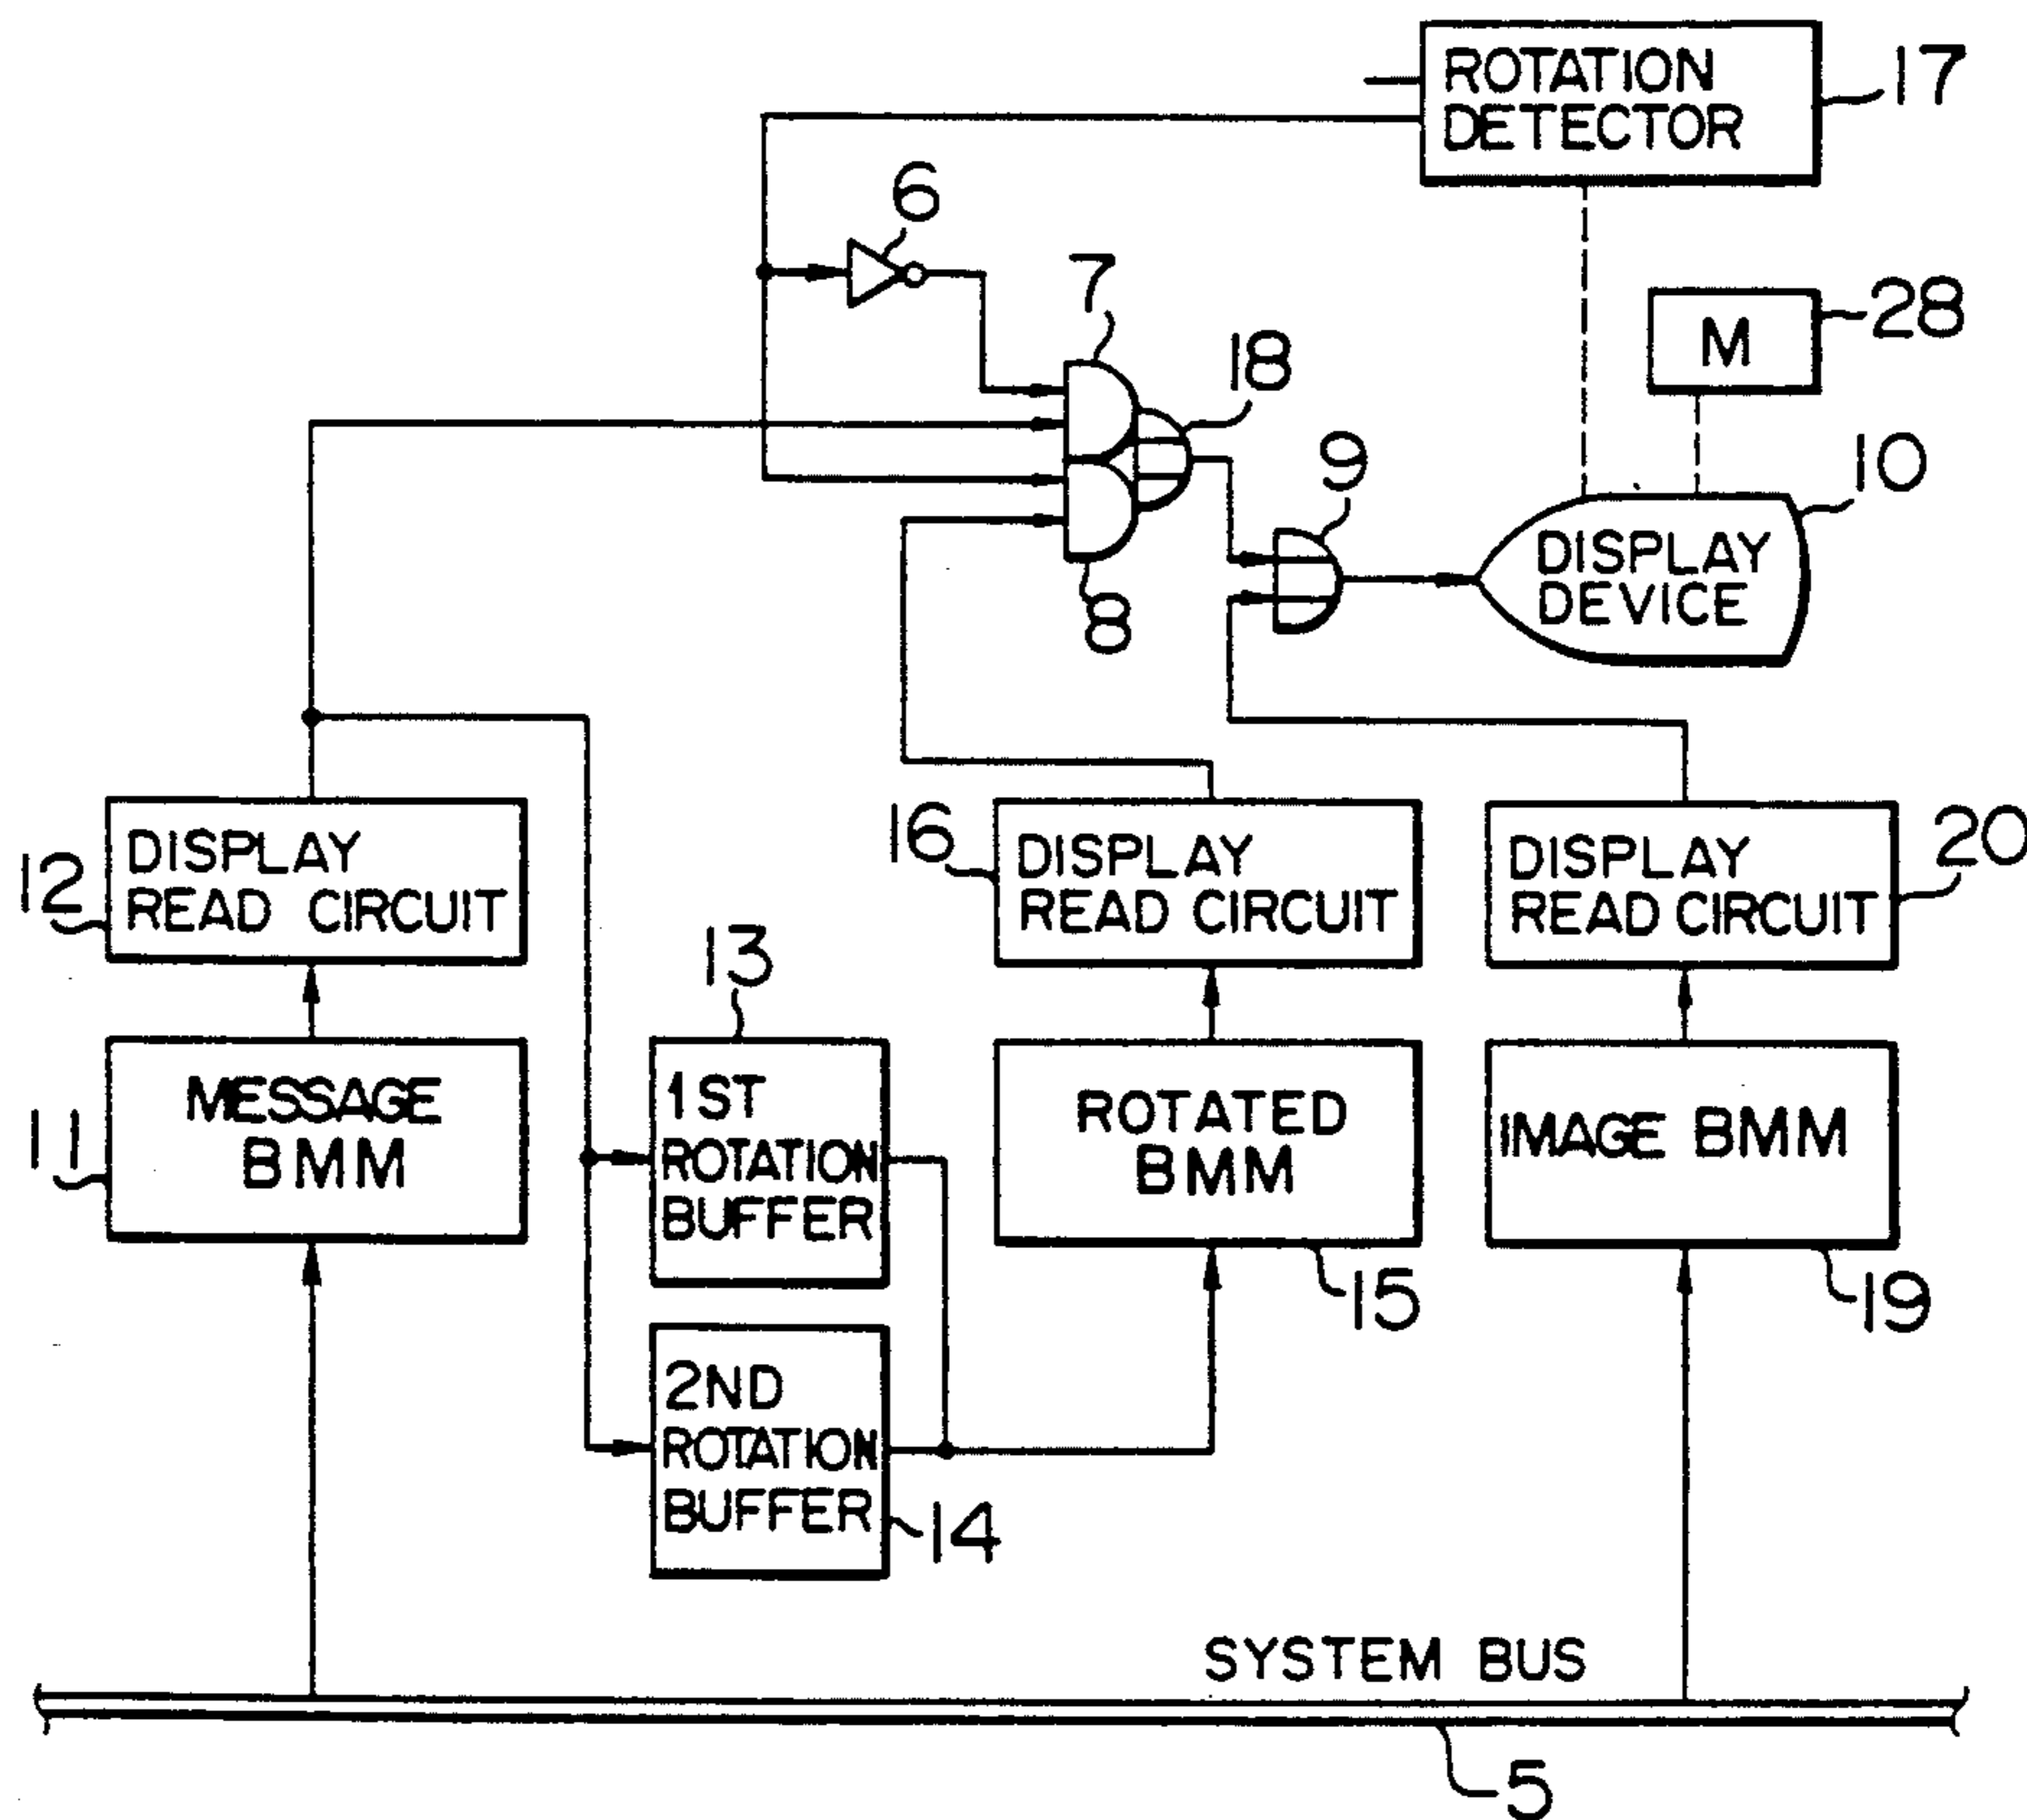 ROTATION
DETECTOR
17
6
7
M
28
18
9
10
DISPLAY
DEVICE
8
12
DISPLAY
READ CIRCUIT
16
DISPLAY
READ CIRCUIT
DISPLAY
READ CIRCUIT
20
13
11
MESSAGE
BMM
1ST
ROTATION
BUFFER
ROTATED
BMM
IMAGE BMM
15
19
2ND
ROTATION
BUFFER
14
SYSTEM BUS
5